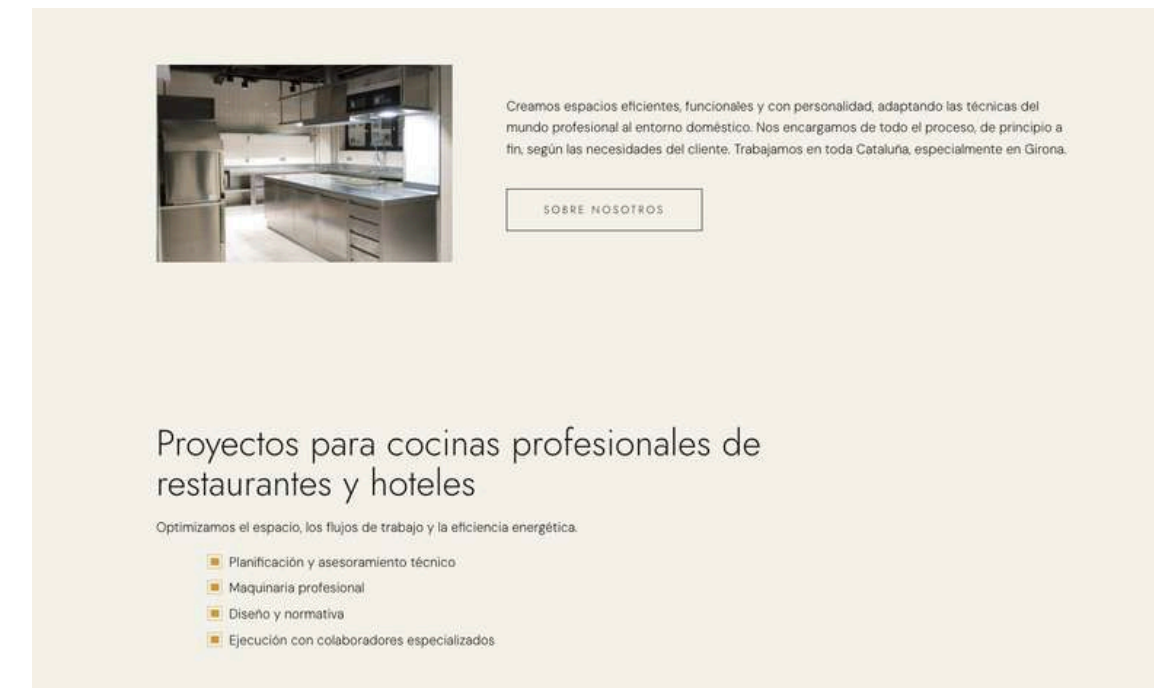 Creamos espacios eficientes, funcionales y con personalidad, adaptando las técnicas del
mundo profesional al entorno doméstico. Nos encargamos de todo el proceso, de principio a
fin, según las necesidades del cliente. Trabajamos en toda Cataluña, especialmente en Girona.
SOBRE NOSOTROS
Proyectos para cocinas profesionales de
restaurantes y hoteles
Optimizamos el espacio, los flujos de trabajo y la eficiencia energética.
Planificación y asesoramiento técnico
Maquinaria profesional
Diseño y normativa
Ejecución con colaboradores especializados